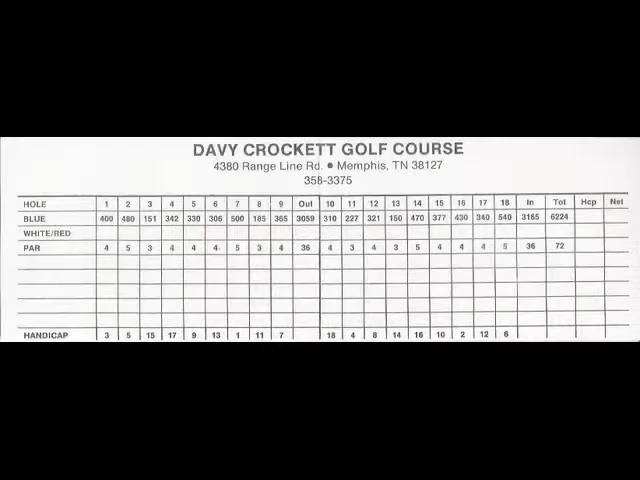 DAVY CROCKETT GOLF COURSE
4380 Range Line Rd. • Memphis, TN 38127
358-3375
HOLE 1 2 3 4 5 6 7 8 9 Out 10 11 12 13 14 15 16 17 18 In Tot Hcp Net
BLUE 400 480 151 342 330 306 500 185 365 3059 310 227 321 150 470 377 430 340 540 3165 6224
WHITE/RED
PAR 4 5 3 4 4 4 5 3 4 36 4 3 4 3 5 4 4 4 5 36 72
HANDICAP 3 5 15 17 9 13 1 11 7 18 4 8 14 16 10 2 12 6